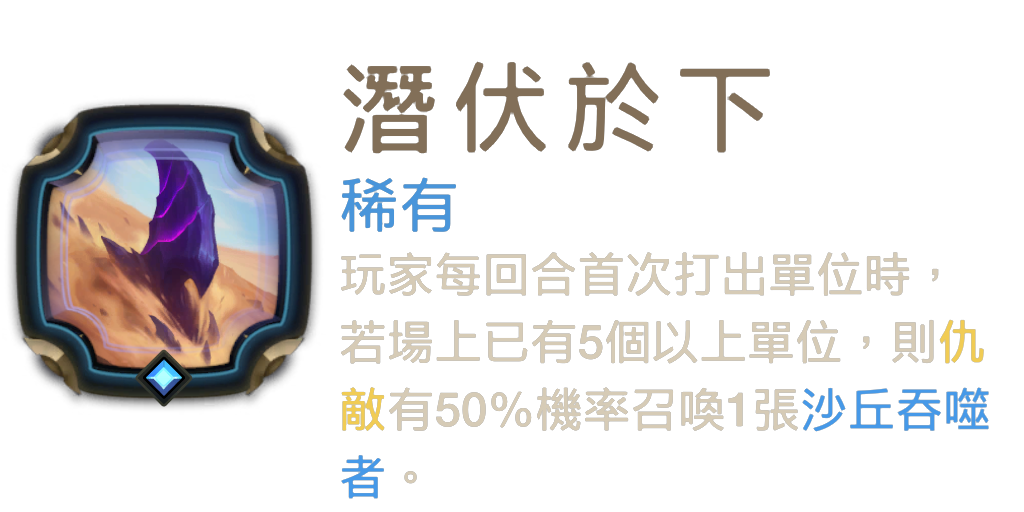 潛伏於下
稀有
玩家每回合首次打出單位時，
若場上已有5個以上單位，則仇
敵有50%機率召喚1張沙丘吞噬
者。